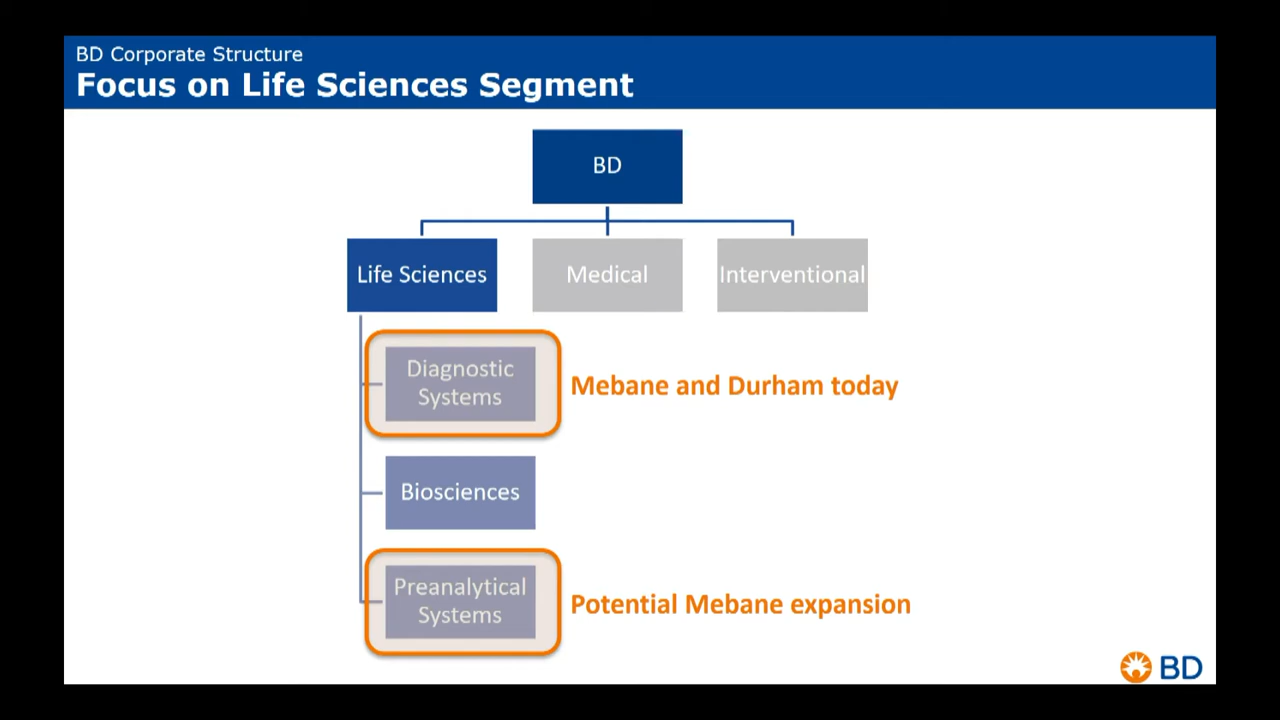 BD Corporate Structure
Focus on Life Sciences Segment
BD
Life Sciences
Medical
Interventional
Diagnostic
Systems
Mebane and Durham today
Biosciences
Preanalytical
Systems
Potential Mebane expansion
BD